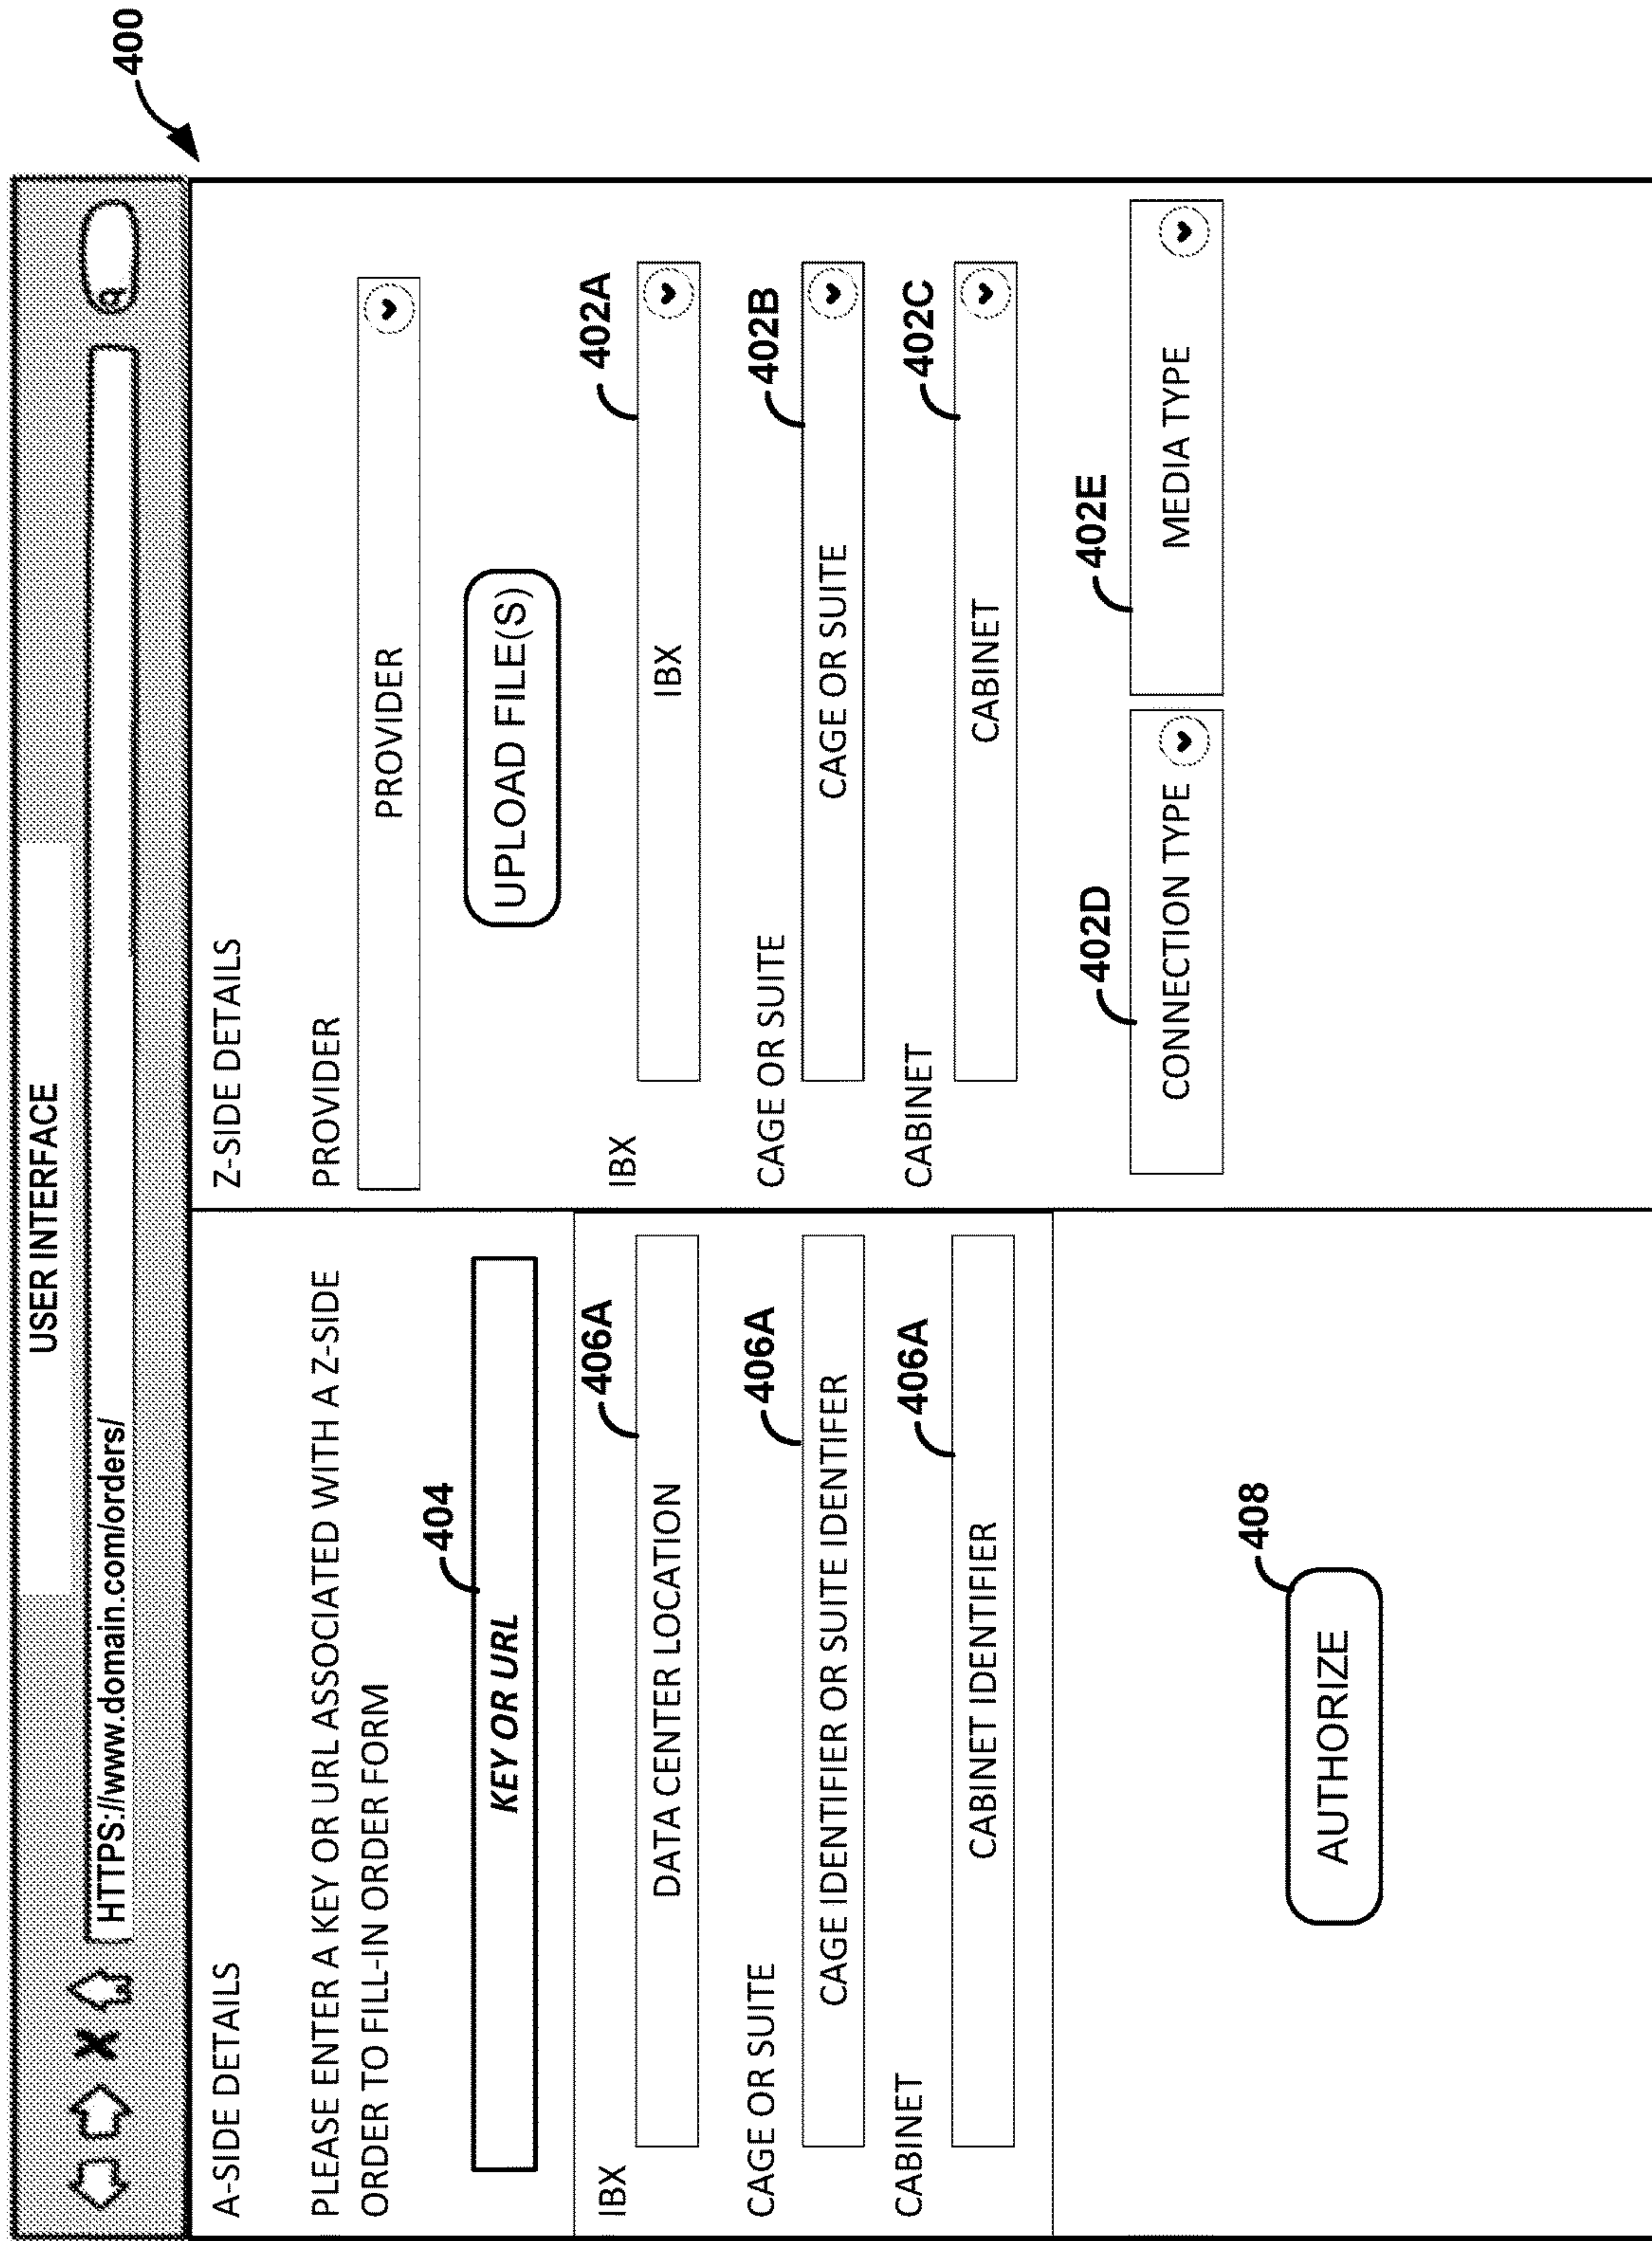 USER INTERFACE
HTTPS://www.domain.com/orders/
400
A-SIDE DETAILS
PLEASE ENTER A KEY OR URL ASSOCIATED WITH A Z-SIDE
ORDER TO FILL-IN ORDER FORM
404
KEY OR URL
IBX
406A
DATA CENTER LOCATION
CAGE OR SUITE
406A
CAGE IDENTIFIER OR SUITE IDENTIFER
CABINET
406A
CABINET IDENTIFIER
408
AUTHORIZE
Z-SIDE DETAILS
PROVIDER
PROVIDER
UPLOAD FILE(S)
IBX
402A
IBX
CAGE OR SUITE
402B
CAGE OR SUITE
CABINET
402C
CABINET
402D
CONNECTION TYPE
402E
MEDIA TYPE